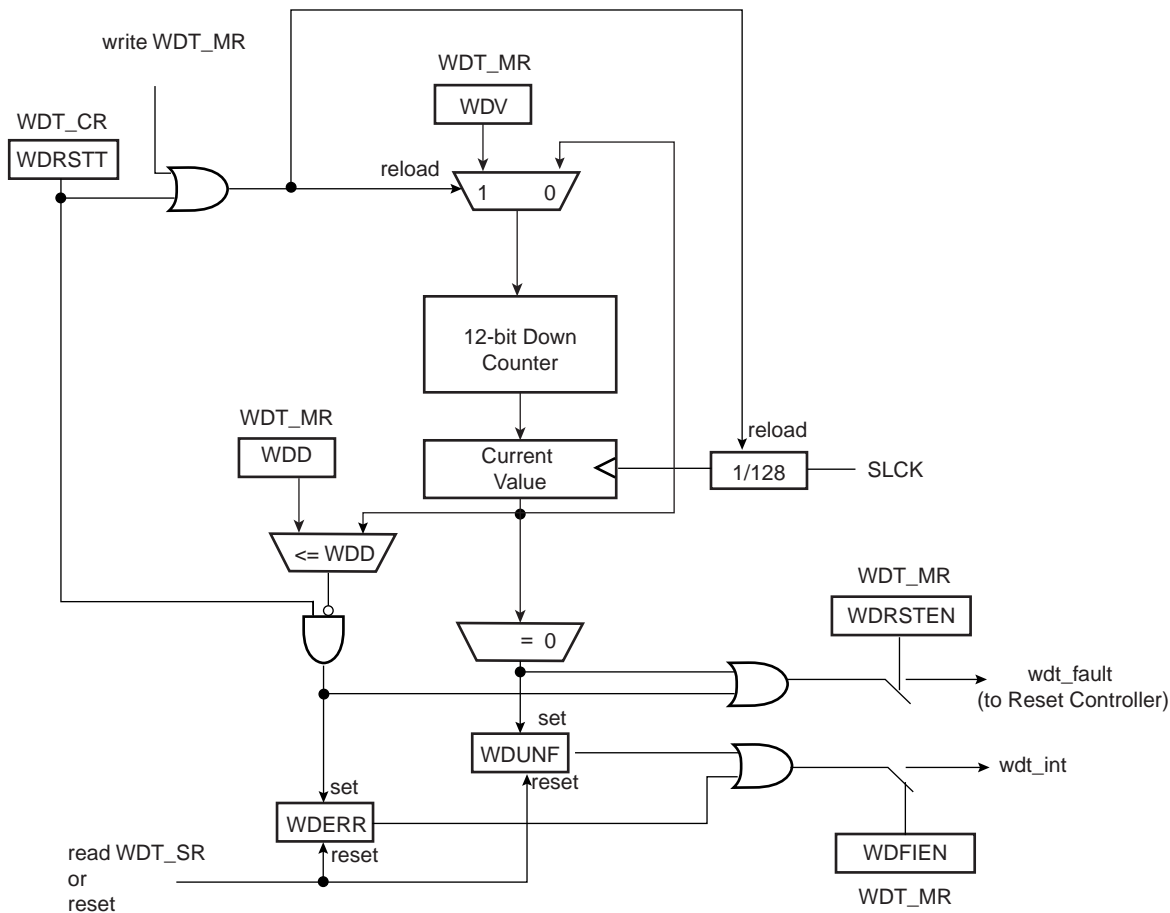 write WDT_MR
WDT_MR
WDV
WDT_CR
WDRSTT
reload
1 0
12-bit Down
Counter
WDT_MR
WDD
reload
Current
Value
1/128
SLCK
<= WDD
WDT_MR
WDRSTEN
= 0
wdt_fault
(to Reset Controller)
set
WDUNF
reset
wdt_int
set
WDERR
reset
read WDT_SR
or
reset
WDFIEN
WDT_MR